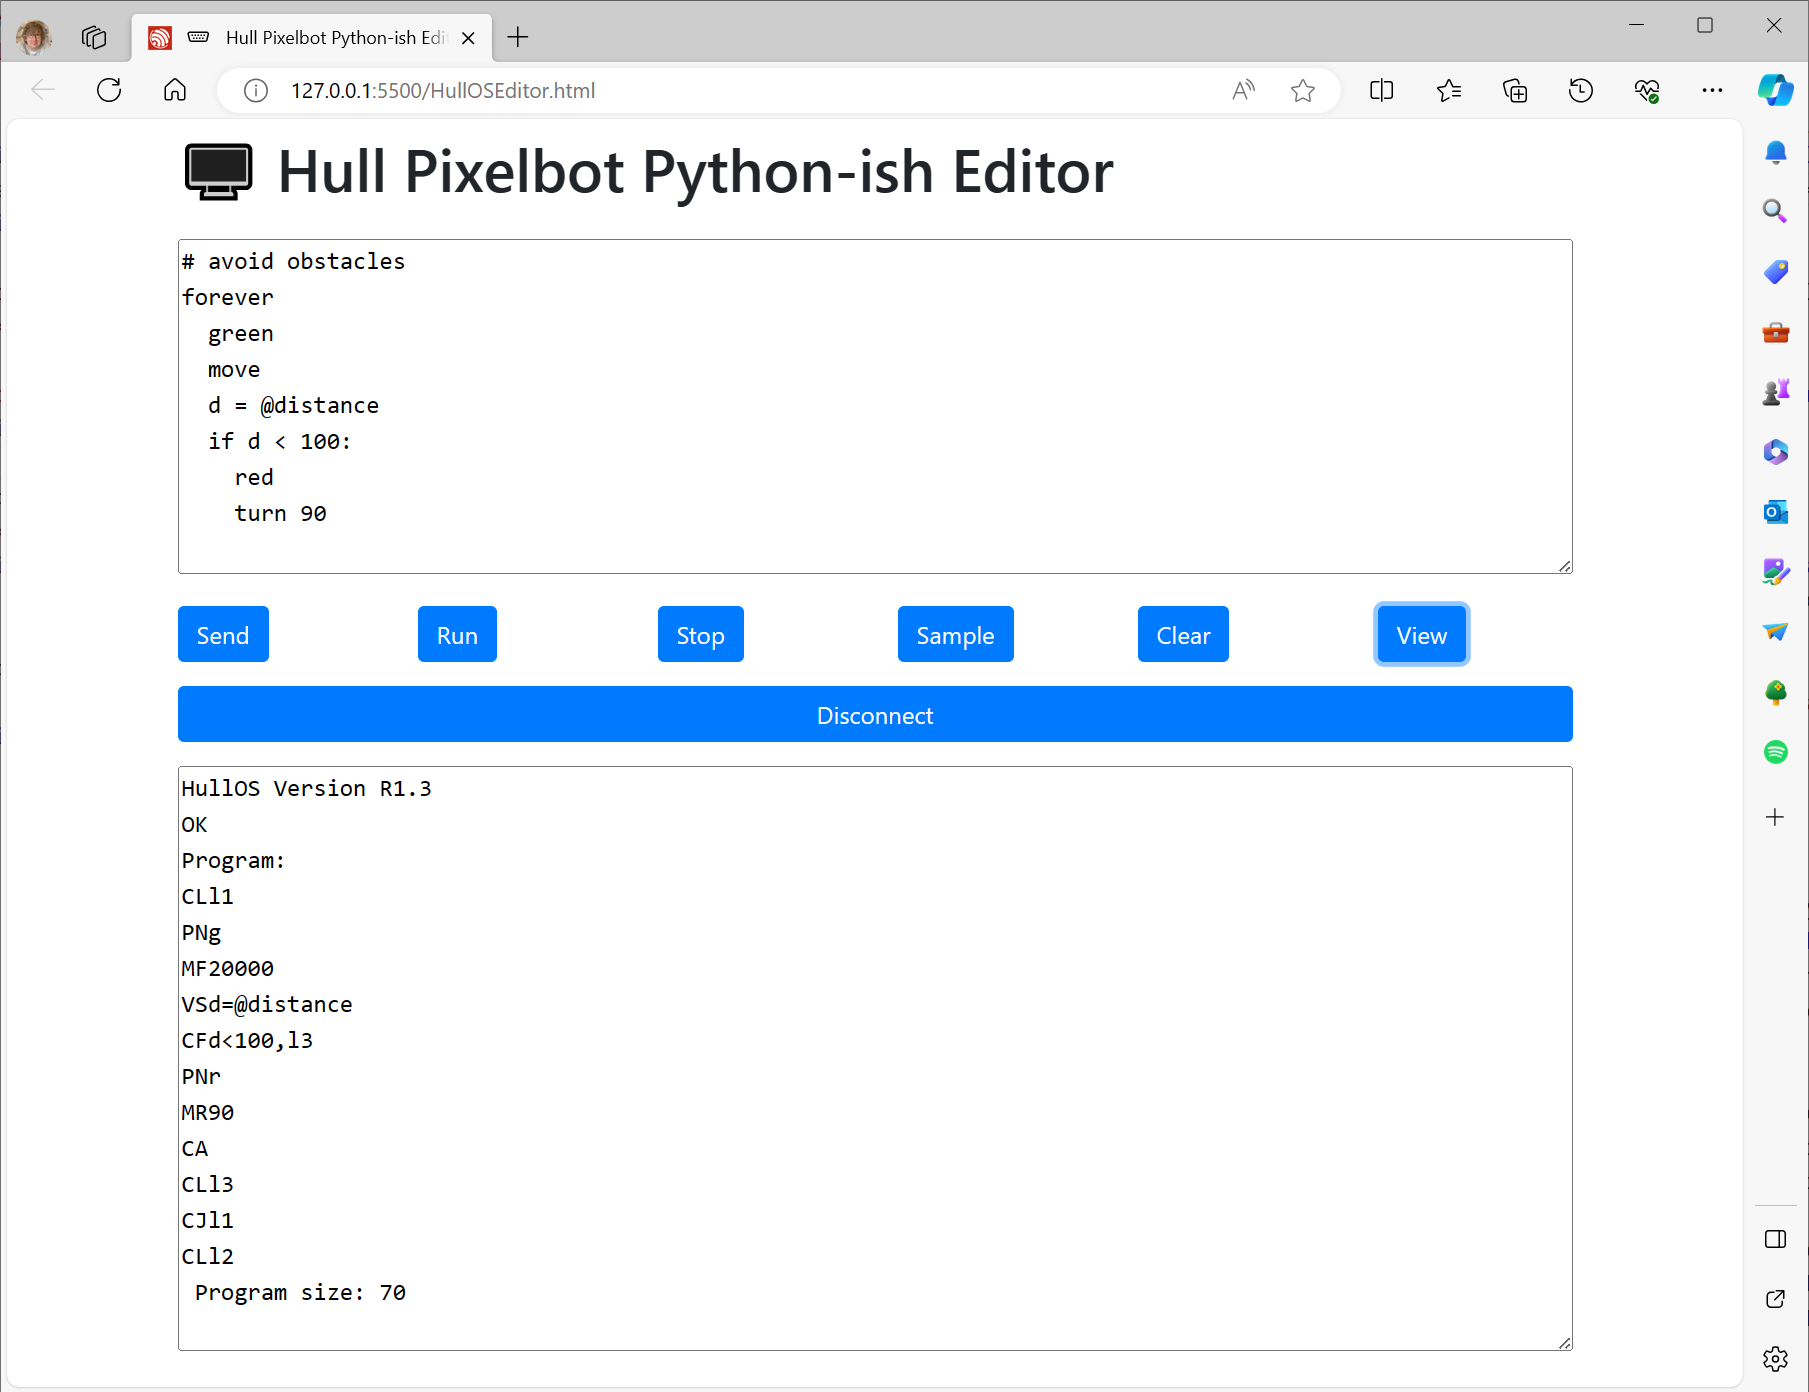 Hull Pixelbot Python-ish Edi
127.0.0.1:5500/HullOSEditor.html
Hull Pixelbot Python-ish Editor
# avoid obstacles
forever
  green
  move
  d = @distance
  if d < 100:
    red
    turn 90
Send Run Stop Sample Clear View
Disconnect
HullOS Version R1.3
OK
Program:
CLl1
PNg
MF20000
VSd=@distance
CFd<100,l3
PNr
MR90
CA
CLl3
CJl1
CLl2
 Program size: 70